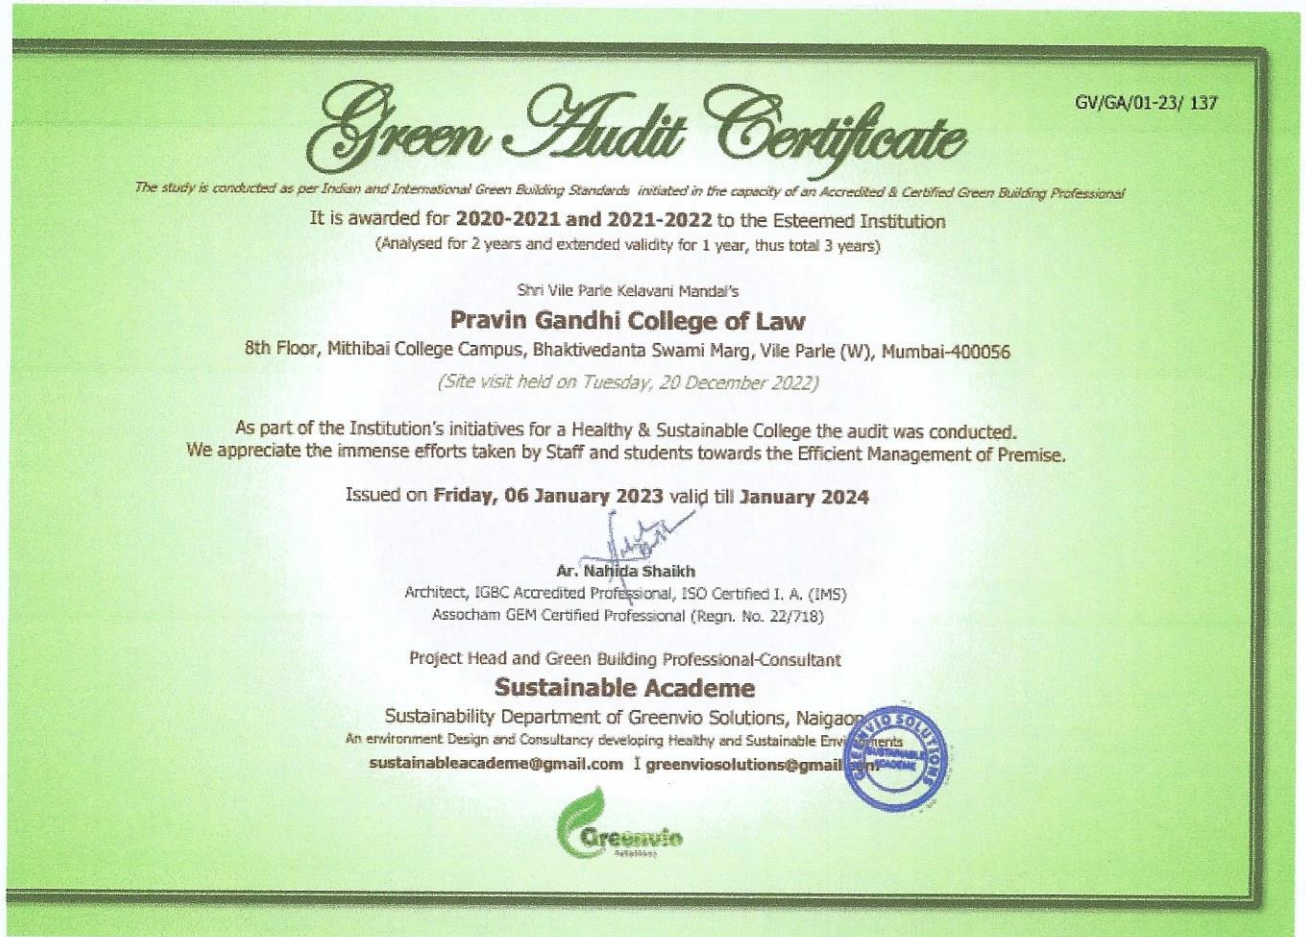 GV/GA/01-23/ 137
Green Audit Certificate
The study is conducted as per Indian and International Green Building Standards initiated in the capacity of an Accredited & Certified Green Building Professional
It is awarded for 2020-2021 and 2021-2022 to the Esteemed Institution
(Analysed for 2 years and extended validity for 1 year, thus total 3 years)
Shri Vile Parle Kelavani Mandal's
Pravin Gandhi College of Law
8th Floor, Mithibai College Campus, Bhaktivedanta Swami Marg, Vile Parle (W), Mumbai-400056
(Site visit held on Tuesday, 20 December 2022)
As part of the Institution's initiatives for a Healthy & Sustainable College the audit was conducted.
We appreciate the immense efforts taken by Staff and students towards the Efficient Management of Premise.
Issued on Friday, 06 January 2023 valid till January 2024
Ar. Nahida Shaikh
Architect, IGBC Accredited Professional, ISO Certified I. A. (IMS)
Assocham GEM Certified Professional (Regn. No. 22/718)
Project Head and Green Building Professional-Consultant
Sustainable Academe
Sustainability Department of Greenvio Solutions, Naigaon
An environment Design and Consultancy developing Healthy and Sustainable Environments
sustainableacademe@gmail.com I greenviosolutions@gmail.com
GREENVIO SOLUTIONS
SUSTAINABLE
ACADEME
Greenvio
Solutions